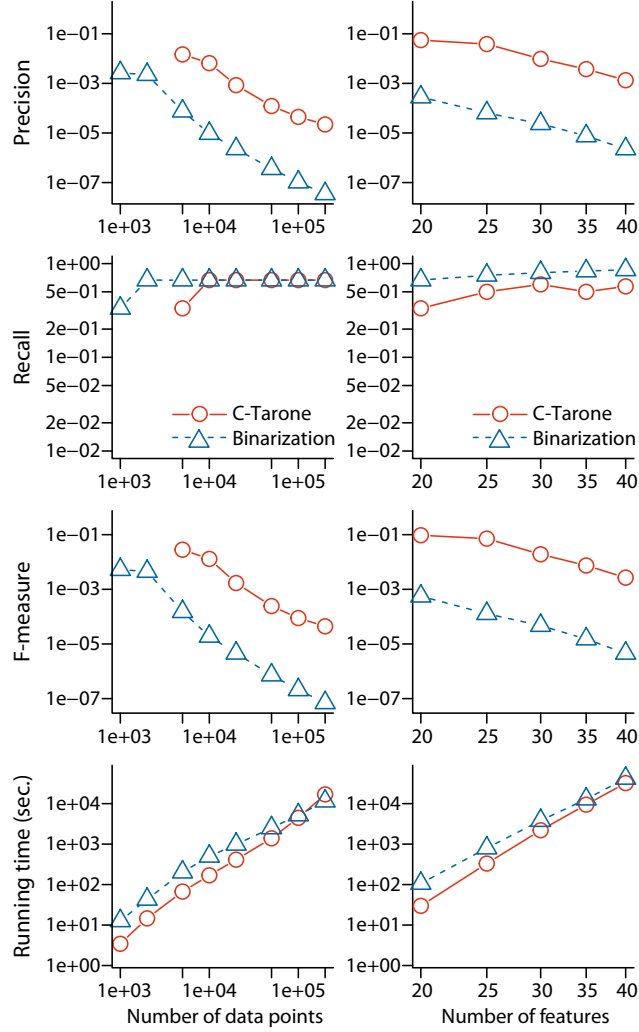 Precision
1e−01
1e−03
1e−05
1e−07
1e+03 1e+04 1e+05
1e−01
1e−03
1e−05
1e−07
20 25 30 35 40
Recall
1e+00
5e−01
2e−01
1e−01
5e−02
2e−02
1e−02
C-Tarone
Binarization
1e+03 1e+04 1e+05
1e+00
5e−01
2e−01
1e−01
5e−02
2e−02
1e−02
C-Tarone
Binarization
20 25 30 35 40
F-measure
1e−01
1e−03
1e−05
1e−07
1e+03 1e+04 1e+05
1e−01
1e−03
1e−05
1e−07
20 25 30 35 40
Running time (sec.)
1e+04
1e+03
1e+02
1e+01
1e+00
1e+03 1e+04 1e+05
Number of data points
1e+04
1e+03
1e+02
1e+01
1e+00
20 25 30 35 40
Number of features